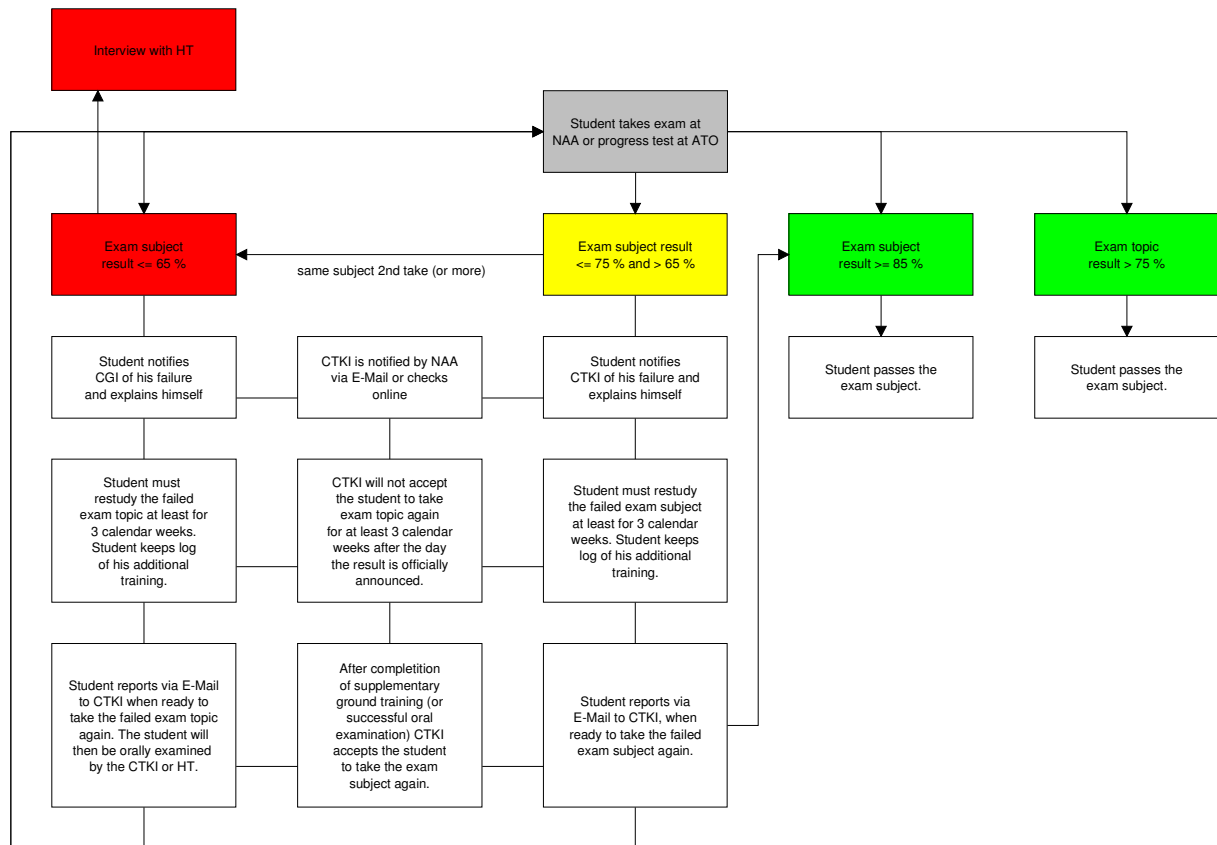 Interview with HT
Student takes exam at
NAA or progress test at ATO
Exam subject
result <= 65 %
same subject 2nd take (or more)
Exam subject result
<= 75 % and > 65 %
Exam subject
result >= 85 %
Exam topic
result > 75 %
Student notifies
CGI of his failure
and explains himself
CTKI is notified by NAA
via E-Mail or checks
online
Student notifies
CTKI of his failure and
explains himself
Student passes the
exam subject.
Student passes the
exam subject.
Student must
restudy the failed
exam topic at least for
3 calendar weeks.
Student keeps log
of his additional
training.
CTKI will not accept
the student to take
exam topic again
for at least 3 calendar
weeks after the day
the result is officially
announced.
Student must restudy
the failed exam subject
at least for 3 calendar
weeks. Student keeps
log of his additional
training.
Student reports via E-Mail
to CTKI when ready to
take the failed exam topic
again. The student will
then be orally examined
by the CTKI or HT.
After completition
of supplementary
ground training (or
successful oral
examination) CTKI
accepts the student
to take the exam
subject again.
Student reports via
E-Mail to CTKI, when
ready to take the failed
exam subject again.